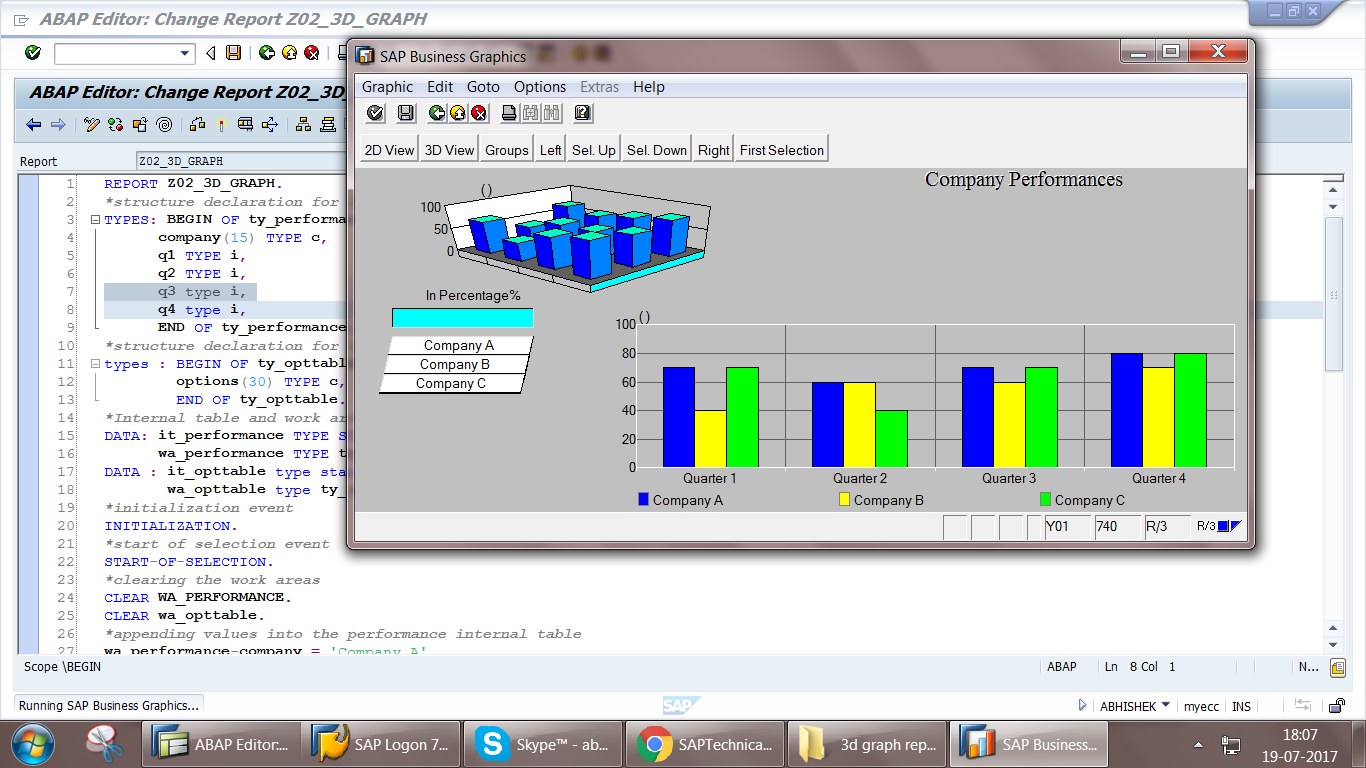 ABAP Editor: Change Report Z02_3D_GRAPH
ABAP Editor: Change Report Z02_3D_
Report Z02_3D_GRAPH
1 REPORT Z02_3D_GRAPH.
2 *structure declaration for
3 TYPES: BEGIN OF ty_performa
4 company(15) TYPE c,
5 q1 TYPE i,
6 q2 TYPE i,
7 q3 type i,
8 q4 type i,
9 END OF ty_performance
10 *structure declaration for
11 types : BEGIN OF ty_opttabl
12 options(30) TYPE c,
13 END OF ty_opttable.
14 *Internal table and work ar
15 DATA: it_performance TYPE S
16 wa_performance TYPE t
17 DATA : it_opttable type sta
18 wa_opttable type ty_
19 *initialization event
20 INITIALIZATION.
21 *start of selection event
22 START-OF-SELECTION.
23 *clearing the work areas
24 CLEAR WA_PERFORMANCE.
25 CLEAR wa_opttable.
26 *appending values into the performance internal table
27 wa_performance-company = 'Company A'
Scope \BEGIN ABAP Ln 8 Col 1 N...
SAP Business Graphics
Graphic Edit Goto Options Extras Help
2D View 3D View Groups Left Sel. Up Sel. Down Right First Selection
Company Performances
( )
100
50
0
In Percentage%
Company A
Company B
Company C
100 ( )
80
60
40
20
0
Quarter 1 Quarter 2 Quarter 3 Quarter 4
Company A Company B Company C
Y01 740 R/3 R/3
Running SAP Business Graphics... SAP ABHISHEK myecc INS
ABAP Editor:... SAP Logon 7... Skype™ - ab... SAPTechnica... 3d graph rep... SAP Business... 18:07
19-07-2017